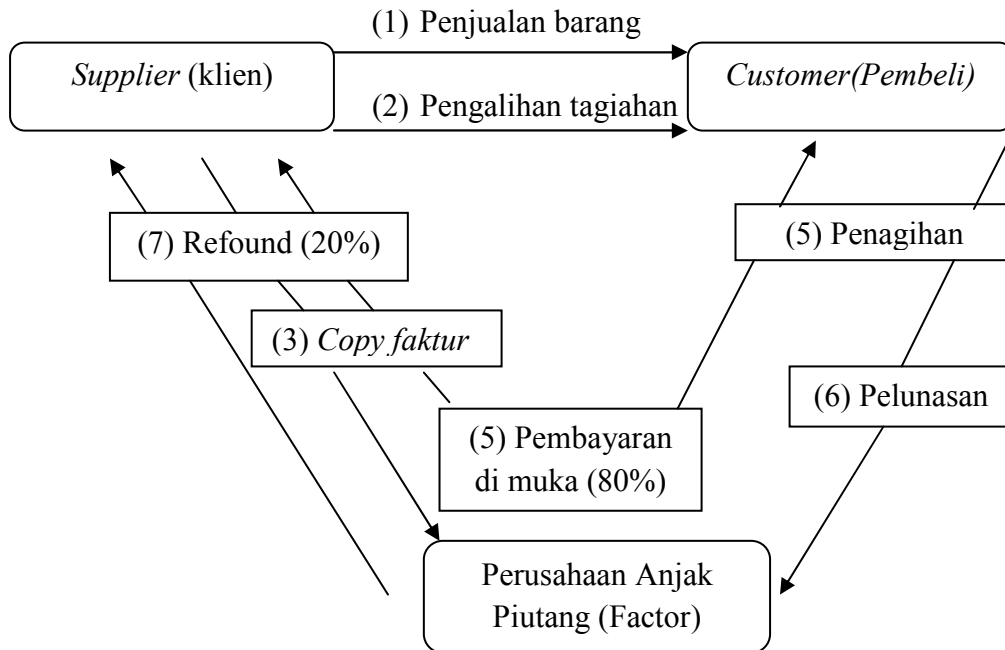 (1) Penjualan barang
Supplier (klien)
Customer(Pembeli)
(2) Pengalihan tagiahan
(7) Refound (20%)
(5) Penagihan
(3) Copy faktur
(6) Pelunasan
(5) Pembayaran
di muka (80%)
Perusahaan Anjak
Piutang (Factor)